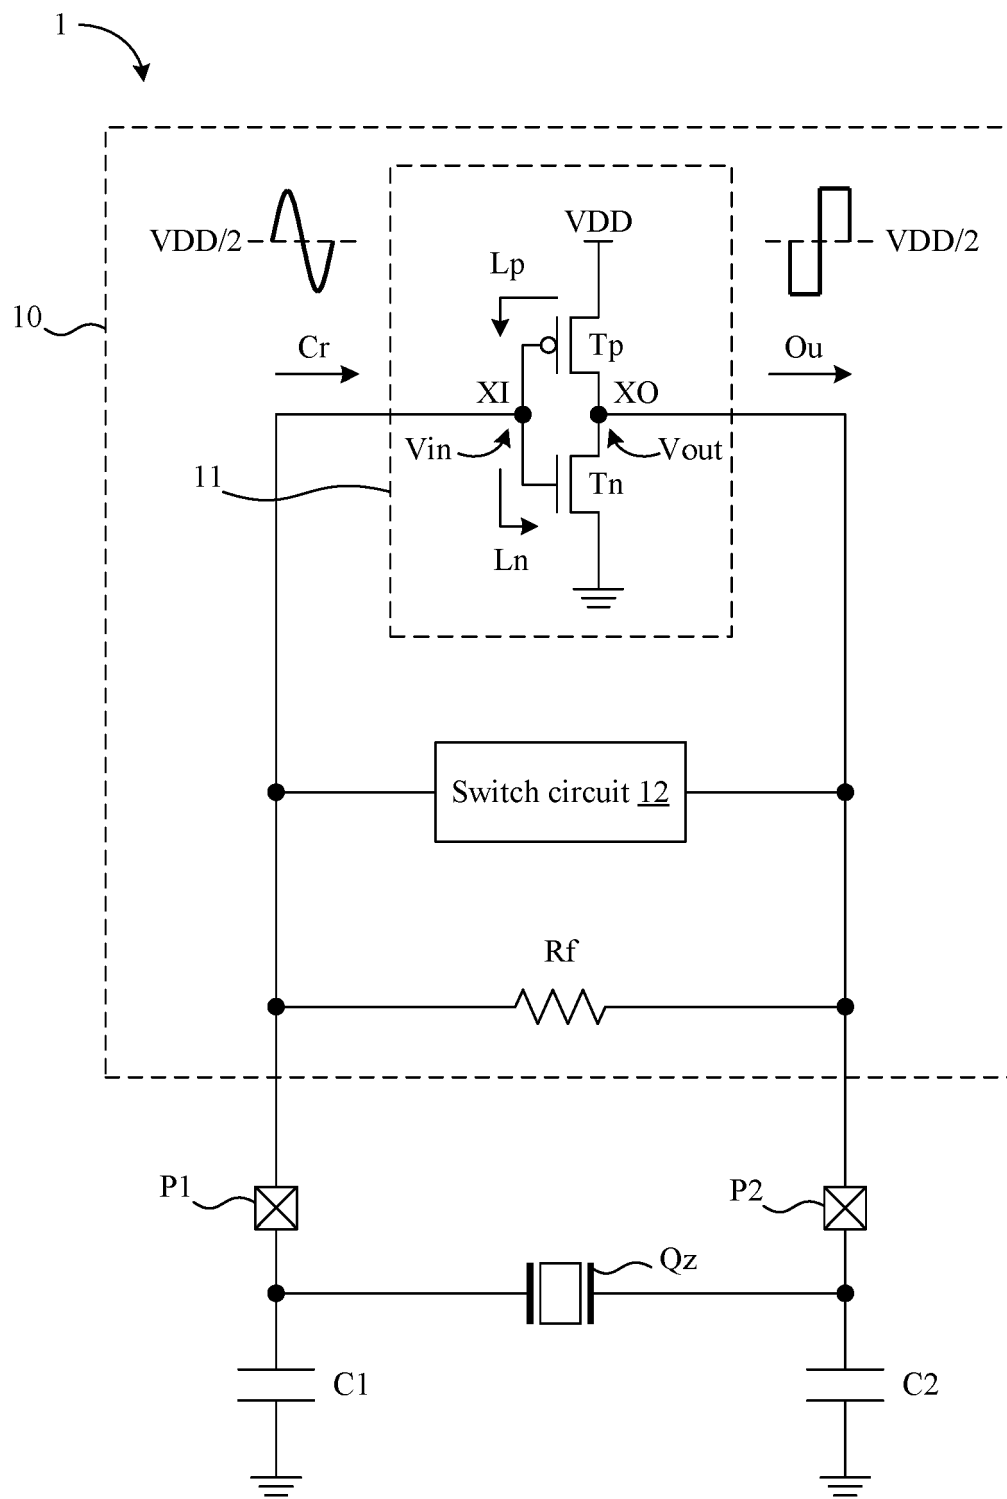 1
VDD
VDD/2
VDD/2
Lp
10
Cr
Tp
Ou
XI
XO
Vin
Vout
11
Tn
Ln
Switch circuit 12
Rf
P1
P2
Qz
C1
C2